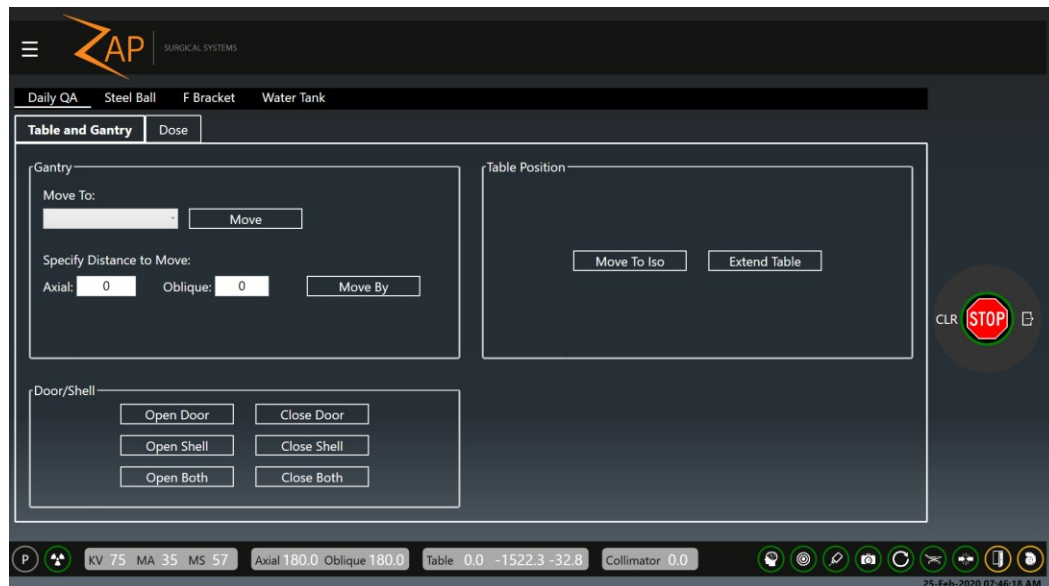 ☰ ZAP SURGICAL SYSTEMS
Daily QA Steel Ball F Bracket Water Tank
Table and Gantry Dose
Gantry
Move To:
Move
Specify Distance to Move:
Axial: 0 Oblique: 0 Move By
Table Position
Move To Iso Extend Table
CLR STOP
Door/Shell
Open Door Close Door
Open Shell Close Shell
Open Both Close Both
P KV 75 MA 35 MS 57 Axial 180.0 Oblique 180.0 Table 0.0 -1522.3 -32.8 Collimator 0.0
25-Feb-2020 07:46:18 AM